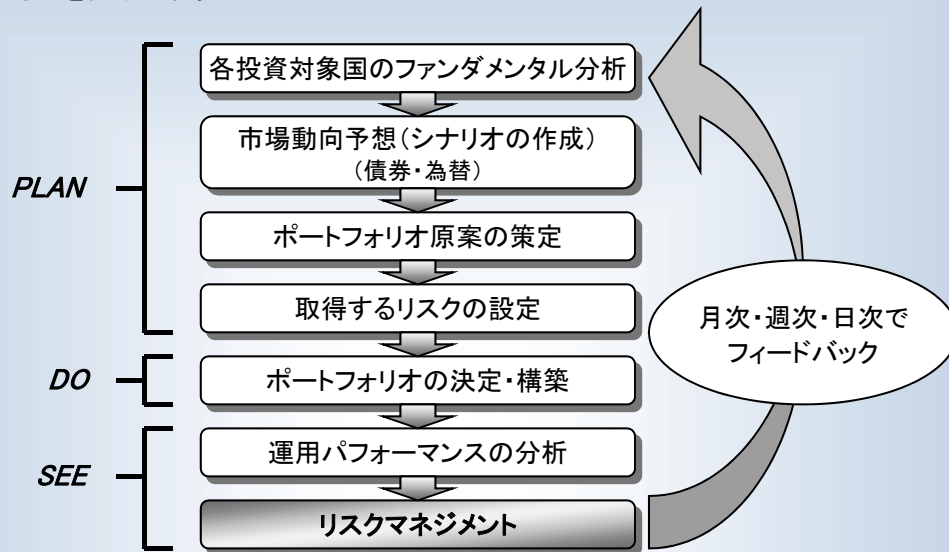 各投資対象国のファンダメンタル分析
市場動向予想(シナリオの作成)
(債券・為替)
PLAN
ポートフォリオ原案の策定
取得するリスクの設定
月次・週次・日次で
フィードバック
DO
ポートフォリオの決定・構築
運用パフォーマンスの分析
SEE
リスクマネジメント